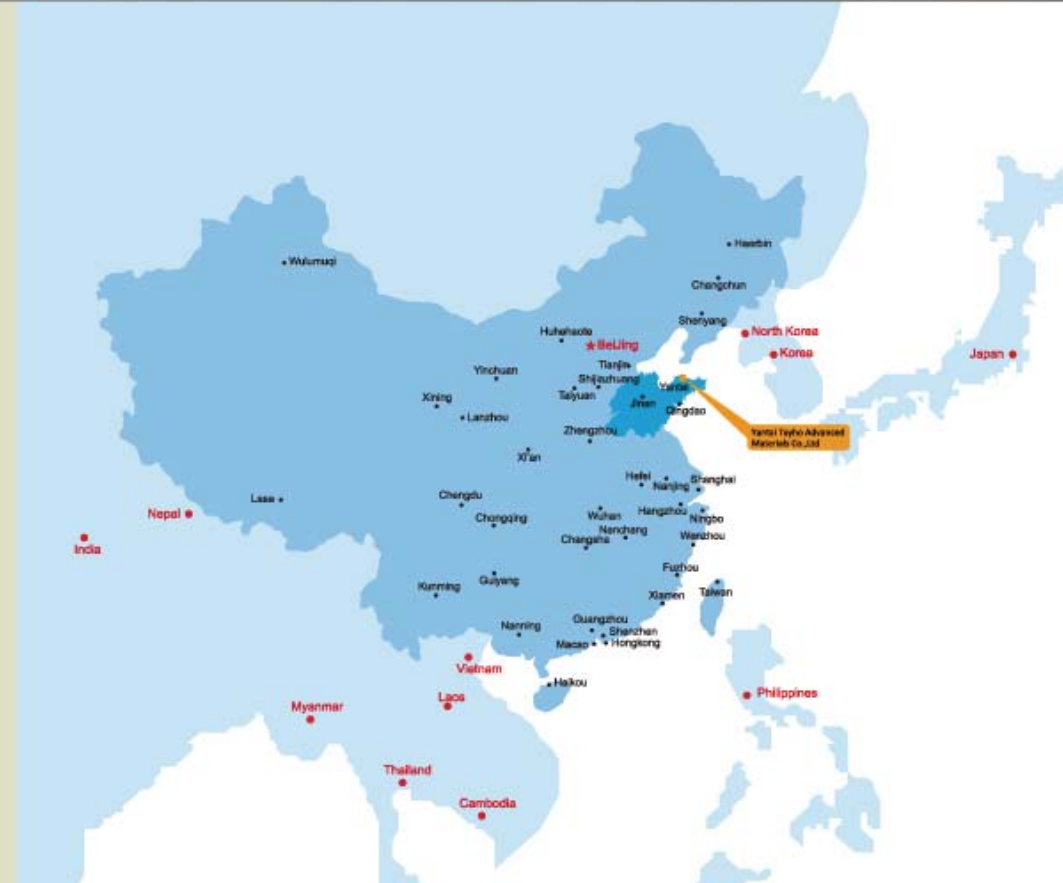 Haerbin
Wulumuqi
Changchun
Shenyang
Huhehaote
North Korea
BeiJing
Korea
Japan
Tianjin
Yinchuan
Shijiazhuang
Yantai
Taiyuan
Xining
Jinan
Qingdao
Lanzhou
Zhengzhou
Yantai Tayho Advanced
Materials Co.,Ltd
Xi'an
Hefei
Nanjing
Shanghai
Lasa
Chengdu
Nepal
Chongqing
Wuhan
Hangzhou
Ningbo
Nanchang
Changsha
Wenzhou
India
Fuzhou
Guiyang
Kunming
Xiamen
Taiwan
Guangzhou
Nanning
Shenzhen
Macao
Hongkong
Vietnam
Haikou
Philippines
Laos
Myanmar
Thailand
Cambodia